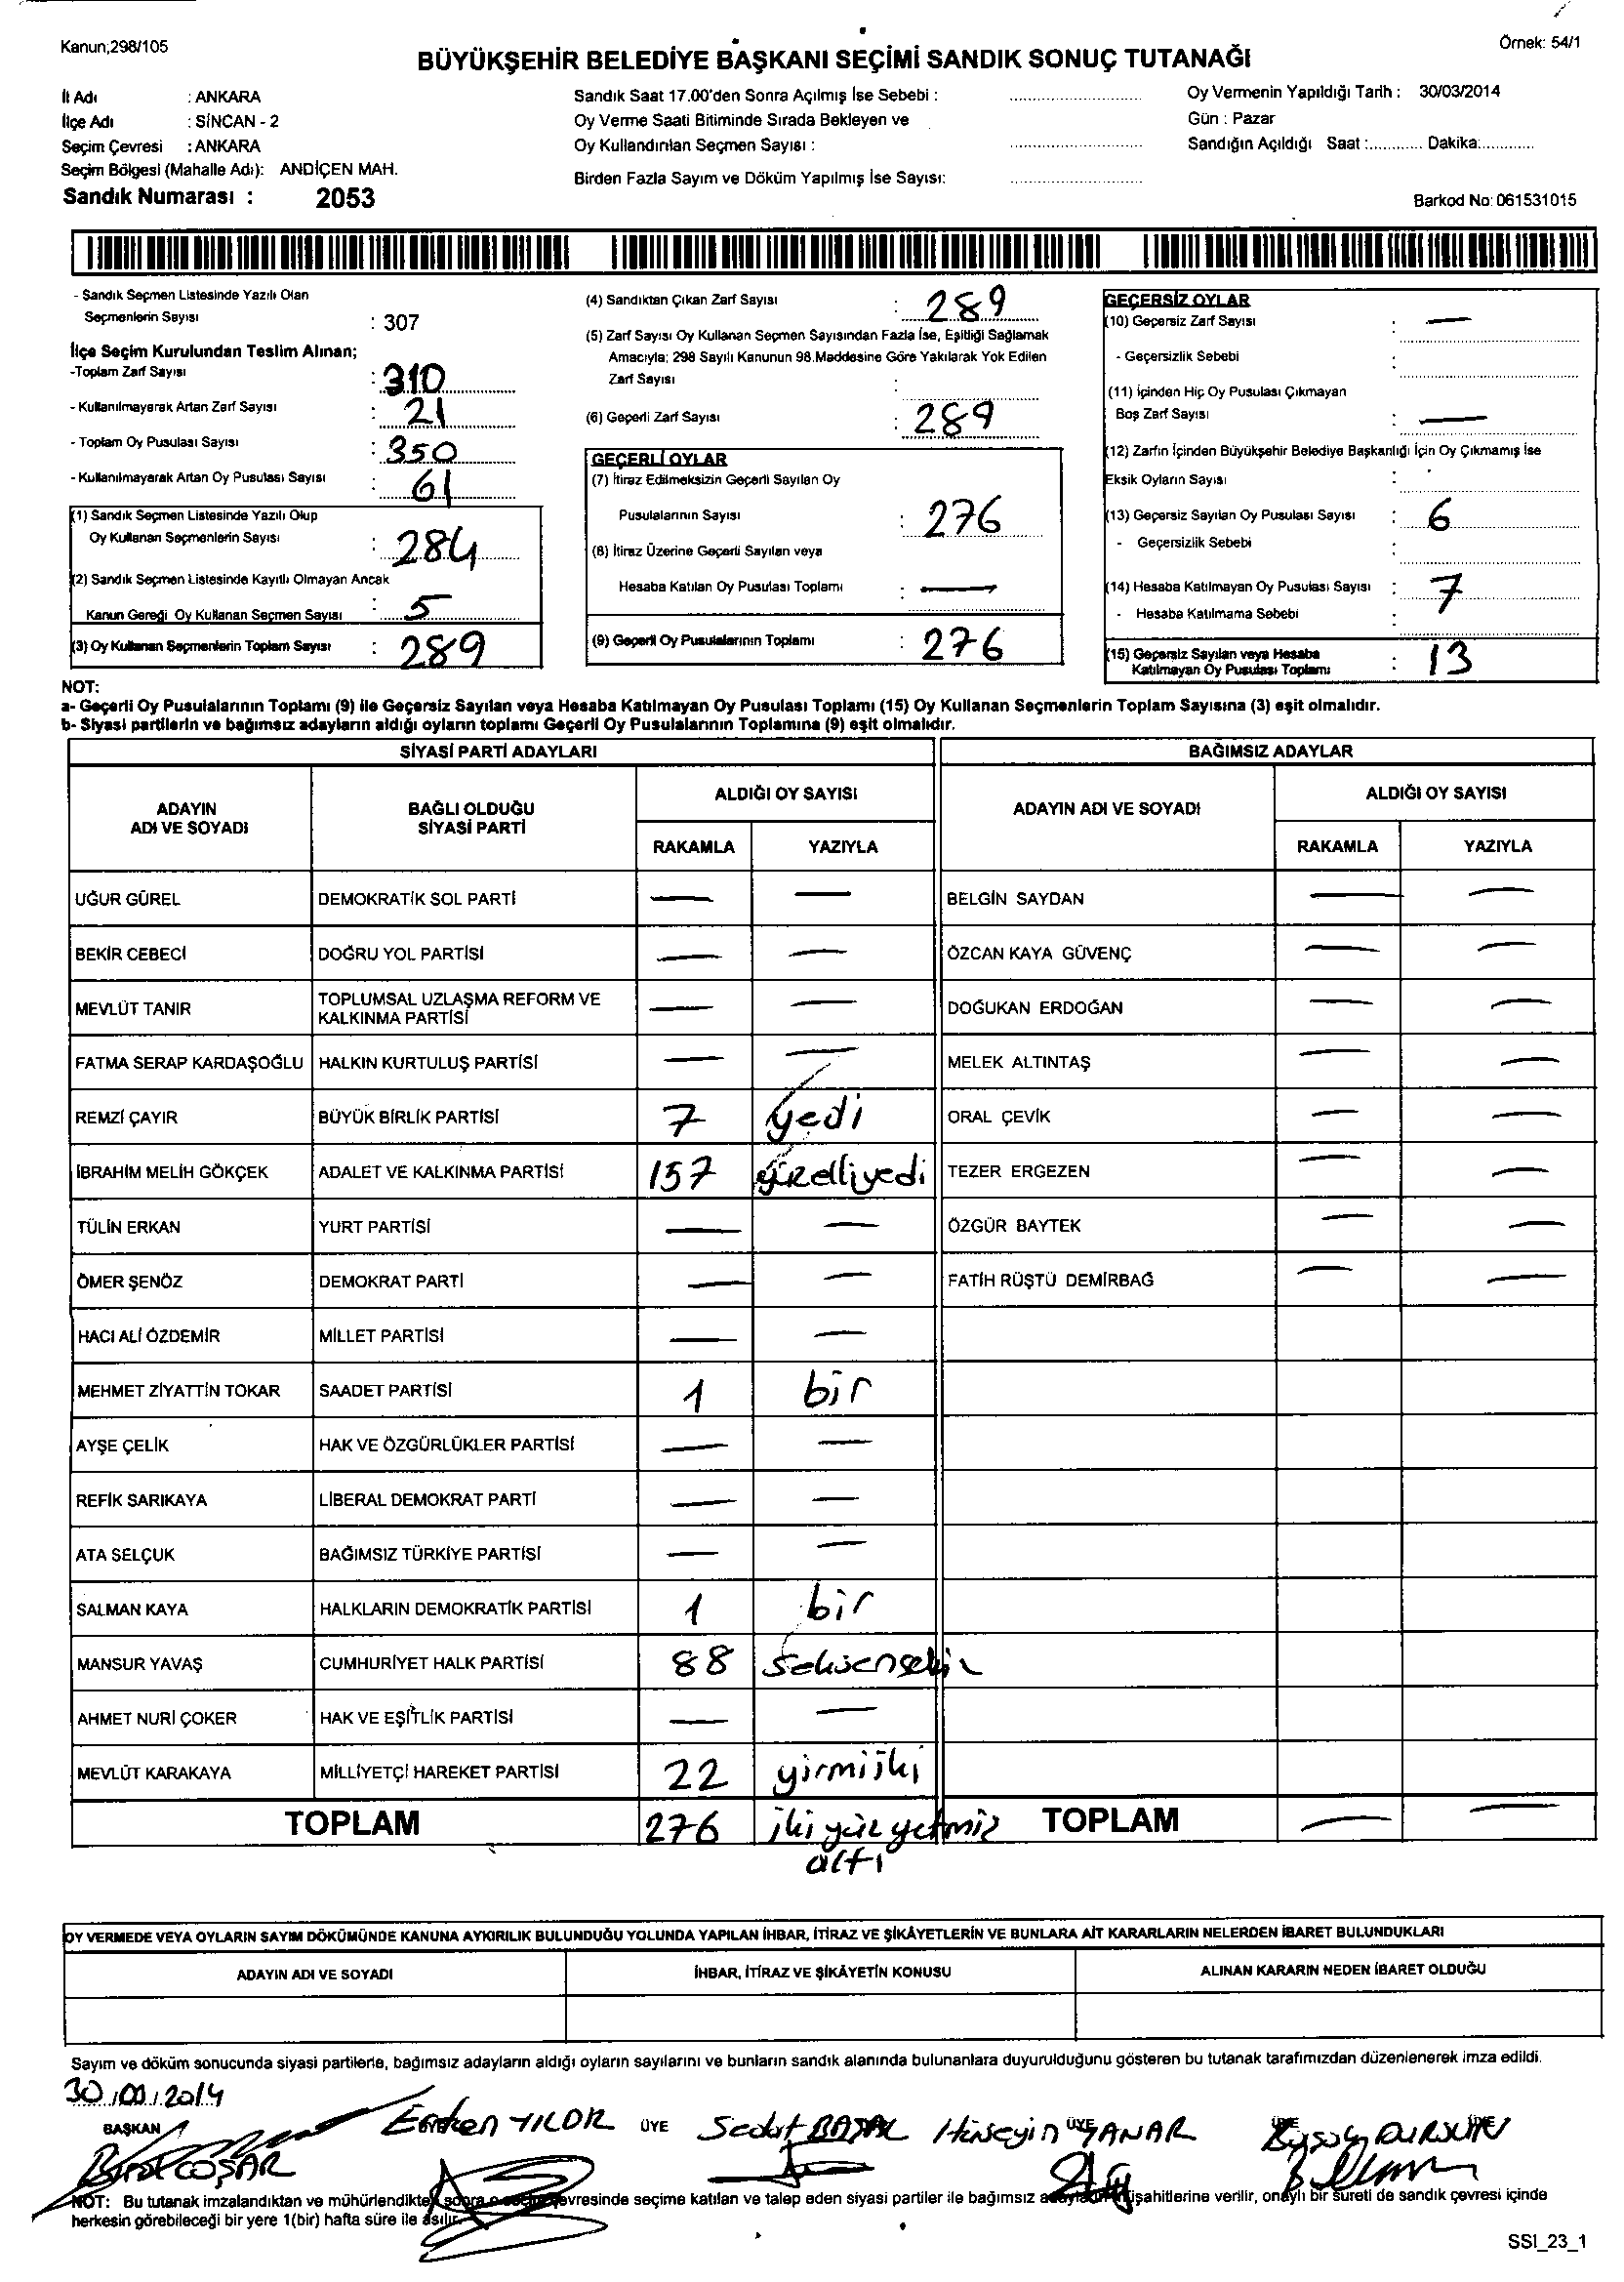 Kanun;298/105
Örnek: 54/1
BÜYÜKŞEHİR BELEDİYE BAŞKANI SEÇİMİ SANDIK SONUÇ TUTANAĞI
İl Adı : ANKARA
İlçe Adı : SİNCAN - 2
Seçim Çevresi : ANKARA
Seçim Bölgesi (Mahalle Adı): ANDİÇEN MAH.
Sandık Numarası : 2053
Sandık Saat 17.00'den Sonra Açılmış İse Sebebi :
Oy Verme Saati Bitiminde Sırada Bekleyen ve
Oy Kullandırılan Seçmen Sayısı :
Birden Fazla Sayım ve Döküm Yapılmış İse Sayısı:
Oy Vermenin Yapıldığı Tarih : 30/03/2014
Gün : Pazar
Sandığın Açıldığı Saat :............ Dakika:............
Barkod No: 061531015
- Sandık Seçmen Listesinde Yazılı Olan
Seçmenlerin Sayısı : 307
İlçe Seçim Kurulundan Teslim Alınan;
-Toplam Zarf Sayısı : 310
- Kullanılmayarak Artan Zarf Sayısı : 21
- Toplam Oy Pusulası Sayısı : 350
- Kullanılmayarak Artan Oy Pusulası Sayısı : 61
(1) Sandık Seçmen Listesinde Yazılı Olup
Oy Kullanan Seçmenlerin Sayısı : 284
(2) Sandık Seçmen Listesinde Kayıtlı Olmayan Ancak
Kanun Gereği Oy Kullanan Seçmen Sayısı : 5
(3) Oy Kullanan Seçmenlerin Toplam Sayısı : 289
(4) Sandıktan Çıkan Zarf Sayısı : 289
(5) Zarf Sayısı Oy Kullanan Seçmen Sayısından Fazla İse, Eşitliği Sağlamak
Amacıyla; 298 Sayılı Kanunun 98.Maddesine Göre Yakılarak Yok Edilen
Zarf Sayısı :
(6) Geçerli Zarf Sayısı : 289
GEÇERLİ OYLAR
(7) İtiraz Edilmeksizin Geçerli Sayılan Oy
Pusulalarının Sayısı : 276
(8) İtiraz Üzerine Geçerli Sayılan veya
Hesaba Katılan Oy Pusulası Toplamı : —
(9) Geçerli Oy Pusulalarının Toplamı : 276
GEÇERSİZ OYLAR
(10) Geçersiz Zarf Sayısı : —
- Geçersizlik Sebebi :
(11) İçinden Hiç Oy Pusulası Çıkmayan
Boş Zarf Sayısı : —
(12) Zarfın İçinden Büyükşehir Belediye Başkanlığı İçin Oy Çıkmamış İse
Eksik Oyların Sayısı :
(13) Geçersiz Sayılan Oy Pusulası Sayısı : 6
- Geçersizlik Sebebi :
(14) Hesaba Katılmayan Oy Pusulası Sayısı : 7
- Hesaba Katılmama Sebebi :
(15) Geçersiz Sayılan veya Hesaba
Katılmayan Oy Pusulası Toplamı : 13
NOT:
a- Geçerli Oy Pusulalarının Toplamı (9) ile Geçersiz Sayılan veya Hesaba Katılmayan Oy Pusulası Toplamı (15) Oy Kullanan Seçmenlerin Toplam Sayısına (3) eşit olmalıdır.
b- Siyasi partilerin ve bağımsız adayların aldığı oyların toplamı Geçerli Oy Pusulalarının Toplamına (9) eşit olmalıdır.
SİYASİ PARTİ ADAYLARI BAĞIMSIZ ADAYLAR
ADAYIN ADI VE SOYADI BAĞLI OLDUĞU SİYASİ PARTİ ALDIĞI OY SAYISI ADAYIN ADI VE SOYADI ALDIĞI OY SAYISI
RAKAMLA YAZIYLA RAKAMLA YAZIYLA
UĞUR GÜREL DEMOKRATİK SOL PARTİ — — BELGİN SAYDAN — —
BEKİR CEBECİ DOĞRU YOL PARTİSİ — — ÖZCAN KAYA GÜVENÇ — —
MEVLÜT TANIR TOPLUMSAL UZLAŞMA REFORM VE KALKINMA PARTİSİ — — DOĞUKAN ERDOĞAN — —
FATMA SERAP KARDAŞOĞLU HALKIN KURTULUŞ PARTİSİ — — MELEK ALTINTAŞ — —
REMZİ ÇAYIR BÜYÜK BİRLİK PARTİSİ 7 yedi ORAL ÇEVİK — —
İBRAHİM MELİH GÖKÇEK ADALET VE KALKINMA PARTİSİ 157 yüzelliyedi TEZER ERGEZEN — —
TÜLİN ERKAN YURT PARTİSİ — — ÖZGÜR BAYTEK — —
ÖMER ŞENÖZ DEMOKRAT PARTİ — — FATİH RÜŞTÜ DEMİRBAĞ — —
HACI ALİ ÖZDEMİR MİLLET PARTİSİ — —
MEHMET ZİYATTİN TOKAR SAADET PARTİSİ 1 bir
AYŞE ÇELİK HAK VE ÖZGÜRLÜKLER PARTİSİ — —
REFİK SARIKAYA LİBERAL DEMOKRAT PARTİ — —
ATA SELÇUK BAĞIMSIZ TÜRKİYE PARTİSİ — —
SALMAN KAYA HALKLARIN DEMOKRATİK PARTİSİ 1 bir
MANSUR YAVAŞ CUMHURİYET HALK PARTİSİ 88 seksensekiz
AHMET NURİ ÇOKER HAK VE EŞİTLİK PARTİSİ — —
MEVLÜT KARAKAYA MİLLİYETÇİ HAREKET PARTİSİ 22 yirmiiki
TOPLAM 276 ikiyüzyetmiş altı TOPLAM — —
OY VERMEDE VEYA OYLARIN SAYIM DÖKÜMÜNDE KANUNA AYKIRILIK BULUNDUĞU YOLUNDA YAPILAN İHBAR, İTİRAZ VE ŞİKÂYETLERİN VE BUNLARA AİT KARARLARIN NELERDEN İBARET BULUNDUKLARI
ADAYIN ADI VE SOYADI İHBAR, İTİRAZ VE ŞİKÂYETİN KONUSU ALINAN KARARIN NEDEN İBARET OLDUĞU
Sayım ve döküm sonucunda siyasi partilerle, bağımsız adayların aldığı oyların sayılarını ve bunların sandık alanında bulunanlara duyurulduğunu gösteren bu tutanak tarafımızdan düzenlenerek imza edildi.
BAŞKAN ÜYE Sedat Hüseyin YANAR ÜYE
COŞAR
NOT: Bu tutanak imzalandıktan ve mühürlendikten sonra o seçim çevresinde seçime katılan ve talep eden siyasi partiler ile bağımsız adayların müşahitlerine verilir, onaylı bir sureti de sandık çevresi içinde
herkesin görebileceği bir yere 1(bir) hafta süre ile asılır.
SSI_23_1